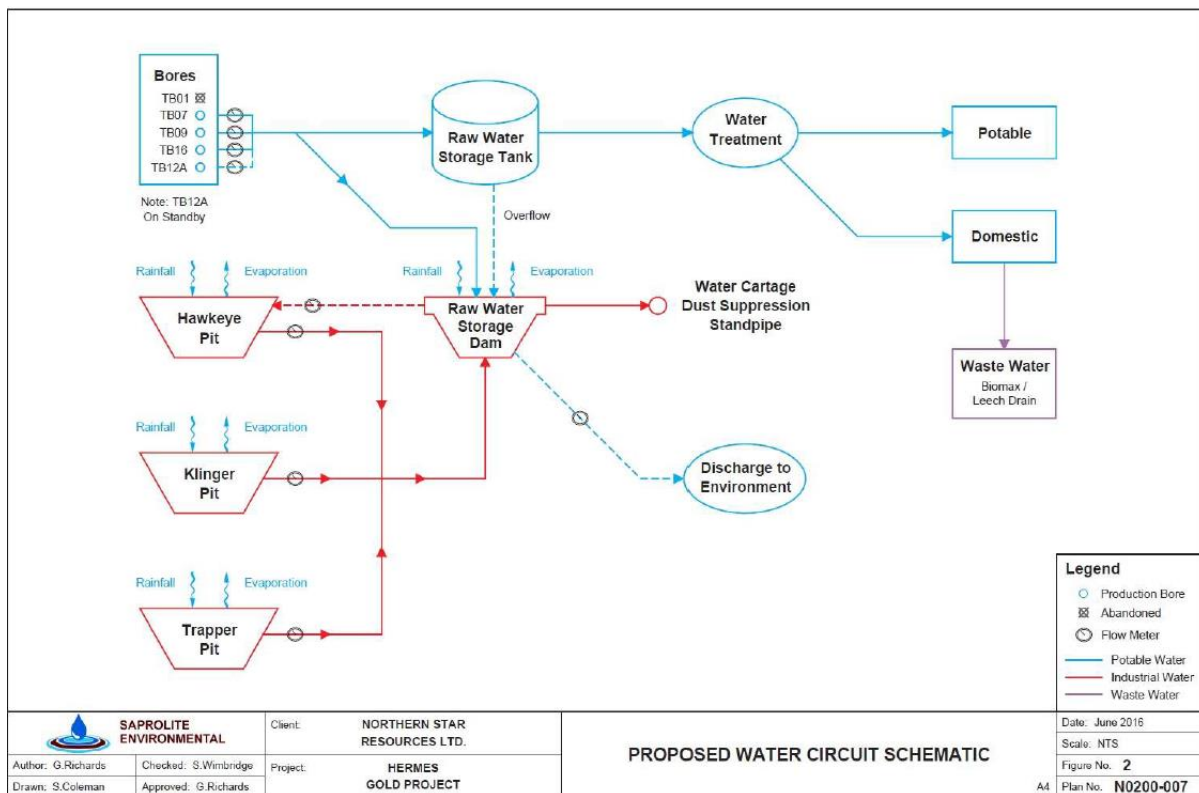 Bores
TB01
TB07
TB09
TB16
TB12A
Note: TB12A
On Standby
Raw Water
Storage Tank
Overflow
Water
Treatment
Potable
Domestic
Waste Water
Biomax /
Leech Drain
Rainfall
Evaporation
Hawkeye
Pit
Rainfall
Evaporation
Raw Water
Storage
Dam
Water Cartage
Dust Suppression
Standpipe
Rainfall
Evaporation
Klinger
Pit
Discharge to
Environment
Rainfall
Evaporation
Trapper
Pit
Legend
Production Bore
Abandoned
Flow Meter
Potable Water
Industrial Water
Waste Water
SAPROLITE
ENVIRONMENTAL
Author: G.Richards
Checked: S.Wimbridge
Drawn: S.Coleman
Approved: G.Richards
Client: NORTHERN STAR
RESOURCES LTD.
Project: HERMES
GOLD PROJECT
PROPOSED WATER CIRCUIT SCHEMATIC
A4
Date: June 2016
Scale: NTS
Figure No. 2
Plan No. N0200-007